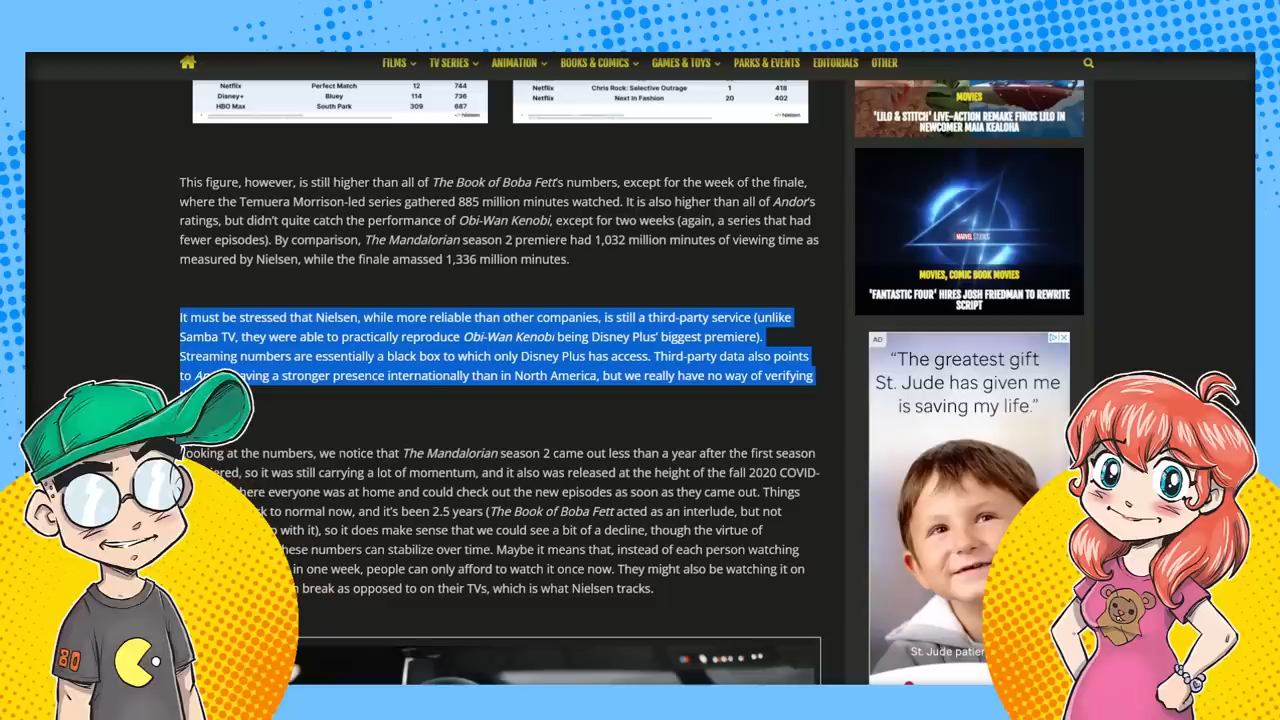 FILMS TV SERIES ANIMATION BOOKS & COMICS GAMES & TOYS PARKS & EVENTS EDITORIALS OTHER
Netflix Perfect Match 12 744
Disney+ Bluey 114 736
HBO Max South Park 309 687
Nielsen
Netflix Chris Rock: Selective Outrage 1 418
Netflix Next In Fashion 20 402
Nielsen
This figure, however, is still higher than all of The Book of Boba Fett's numbers, except for the week of the finale,
where the Temuera Morrison-led series gathered 885 million minutes watched. It is also higher than all of Andor's
ratings, but didn't quite catch the performance of Obi-Wan Kenobi, except for two weeks (again, a series that had
fewer episodes). By comparison, The Mandalorian season 2 premiere had 1,032 million minutes of viewing time as
measured by Nielsen, while the finale amassed 1,336 million minutes.
It must be stressed that Nielsen, while more reliable than other companies, is still a third-party service (unlike
Samba TV, they were able to practically reproduce Obi-Wan Kenobi being Disney Plus' biggest premiere).
Streaming numbers are essentially a black box to which only Disney Plus has access. Third-party data also points
to aving a stronger presence internationally than in North America, but we really have no way of verifying
ooking at the numbers, we notice that The Mandalorian season 2 came out less than a year after the first season
iered, so it was still carrying a lot of momentum, and it also was released at the height of the fall 2020 COVID-
here everyone was at home and could check out the new episodes as soon as they came out. Things
k to normal now, and it's been 2.5 years (The Book of Boba Fett acted as an interlude, but not
o with it), so it does make sense that we could see a bit of a decline, though the virtue of
hese numbers can stabilize over time. Maybe it means that, instead of each person watching
in one week, people can only afford to watch it once now. They might also be watching it on
break as opposed to on their TVs, which is what Nielsen tracks.
MOVIES
'LILO & STITCH' LIVE-ACTION REMAKE FINDS LILO IN
NEWCOMER MAIA KEALOHA
MARVEL STUDIOS
MOVIES, COMIC BOOK MOVIES
'FANTASTIC FOUR' HIRES JOSH FRIEDMAN TO REWRITE
SCRIPT
AD
"The greatest gift
St. Jude has given me
is saving my life."
St. Jude patien
80